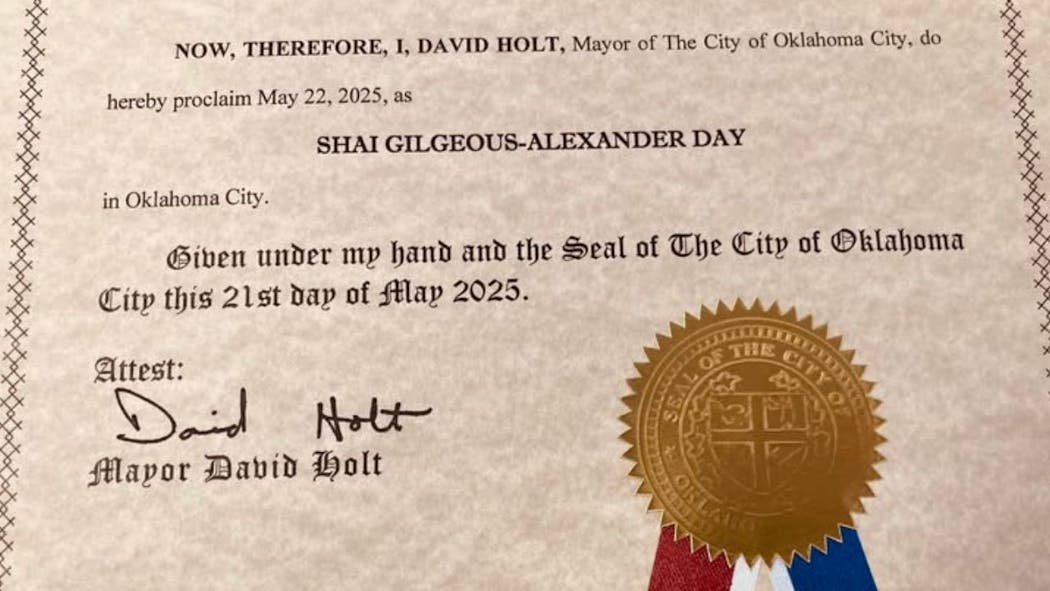 NOW, THEREFORE, I, DAVID HOLT, Mayor of The City of Oklahoma City, do
hereby proclaim May 22, 2025, as
SHAI GILGEOUS-ALEXANDER DAY
in Oklahoma City.
Given under my hand and the Seal of The City of Oklahoma
City this 21st day of May 2025.
Attest:
David Holt
Mayor David Holt
SEAL OF THE CITY OF